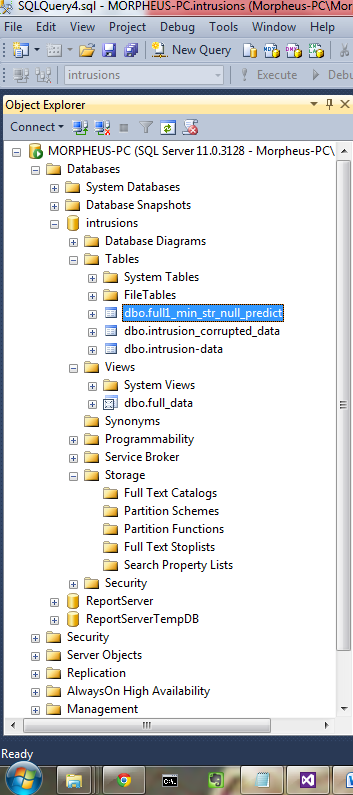 SQLQuery4.sql - MORPHEUS-PC.intrusions (Morpheus-PC\Mor
File Edit View Project Debug Tools Window Help
New Query
intrusions Execute Debu
Object Explorer
Connect
MORPHEUS-PC (SQL Server 11.0.3128 - Morpheus-PC\
Databases
System Databases
Database Snapshots
intrusions
Database Diagrams
Tables
System Tables
FileTables
dbo.full1_min_str_null_predict
dbo.intrusion_corrupted_data
dbo.intrusion-data
Views
System Views
dbo.full_data
Synonyms
Programmability
Service Broker
Storage
Full Text Catalogs
Partition Schemes
Partition Functions
Full Text Stoplists
Search Property Lists
Security
ReportServer
ReportServerTempDB
Security
Server Objects
Replication
AlwaysOn High Availability
Management
Ready